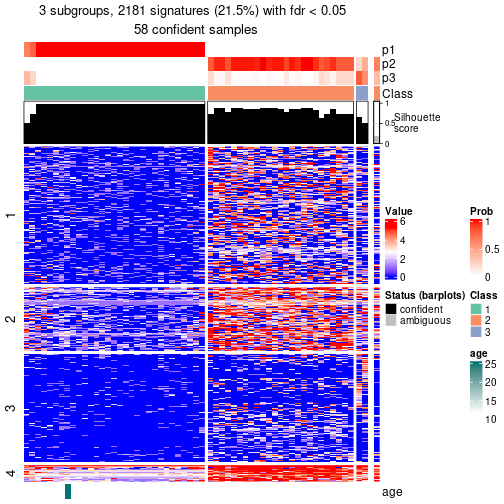 3 subgroups, 2181 signatures (21.5%) with fdr < 0.05
58 confident samples
p1
p2
p3
Class
1
0.5
0
Silhouette
score
1
2
3
4
age
Value
6
4
2
0
Prob
1
0.5
0
Status (barplots)
confident
ambiguous
Class
1
2
3
age
25
20
15
10